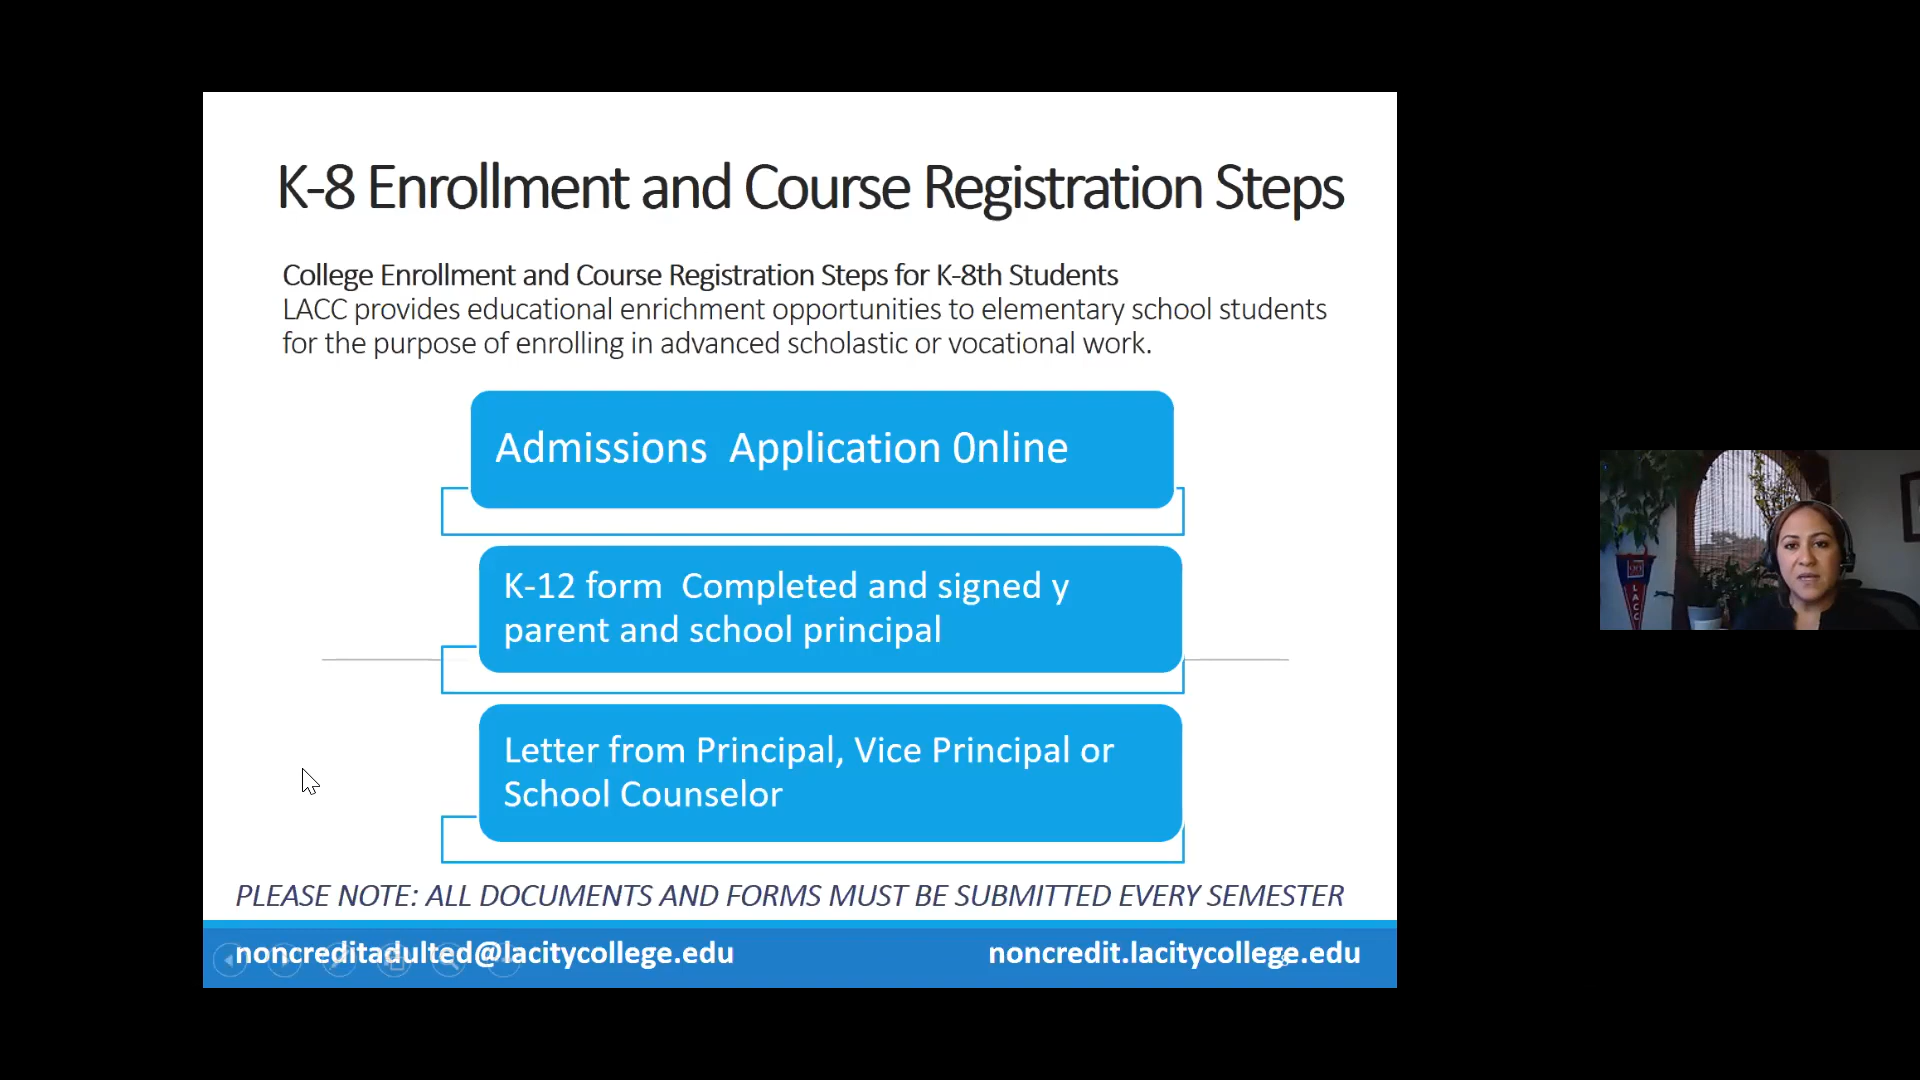 K-8 Enrollment and Course Registration Steps
College Enrollment and Course Registration Steps for K-8th Students
LACC provides educational enrichment opportunities to elementary school students
for the purpose of enrolling in advanced scholastic or vocational work.
Admissions  Application 0nline
K-12 form  Completed and signed y
parent and school principal
Letter from Principal, Vice Principal or
School Counselor
PLEASE NOTE: ALL DOCUMENTS AND FORMS MUST BE SUBMITTED EVERY SEMESTER
noncreditadulted@lacitycollege.edu
noncredit.lacitycollege.edu
LACC